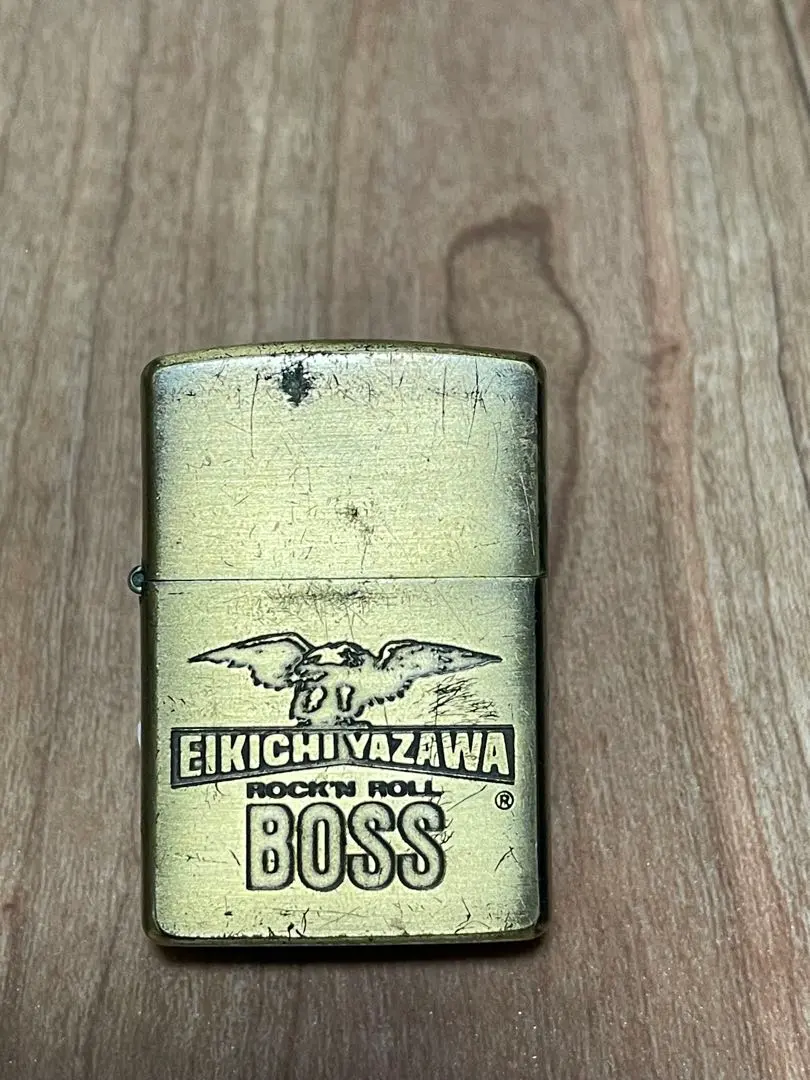 EIKICHI YAZAWA
ROCK'N ROLL
®
BOSS